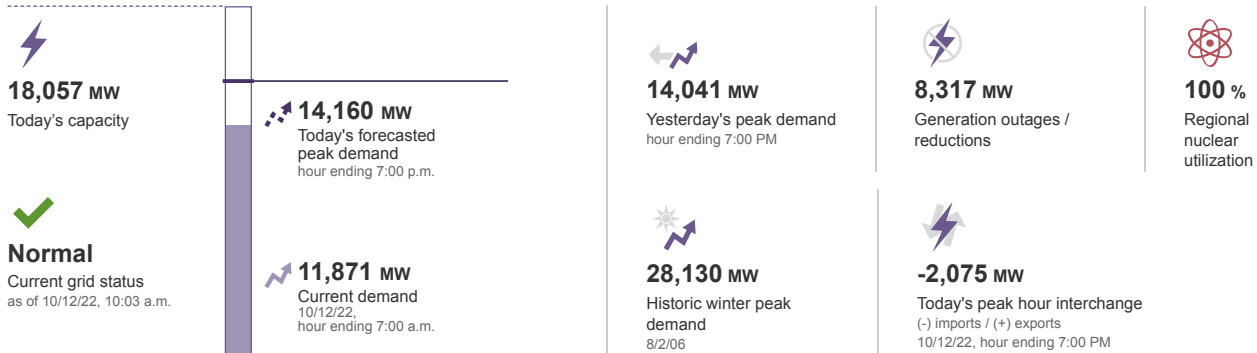 18,057 MW
Today's capacity
Normal
Current grid status
as of 10/12/22, 10:03 a.m.
14,160 MW
Today's forecasted
peak demand
hour ending 7:00 p.m.
11,871 MW
Current demand
10/12/22,
hour ending 7:00 a.m.
14,041 MW
Yesterday's peak demand
hour ending 7:00 PM
8,317 MW
Generation outages /
reductions
100 %
Regional
nuclear
utilization
28,130 MW
Historic winter peak
demand
8/2/06
-2,075 MW
Today's peak hour interchange
(-) imports / (+) exports
10/12/22, hour ending 7:00 PM